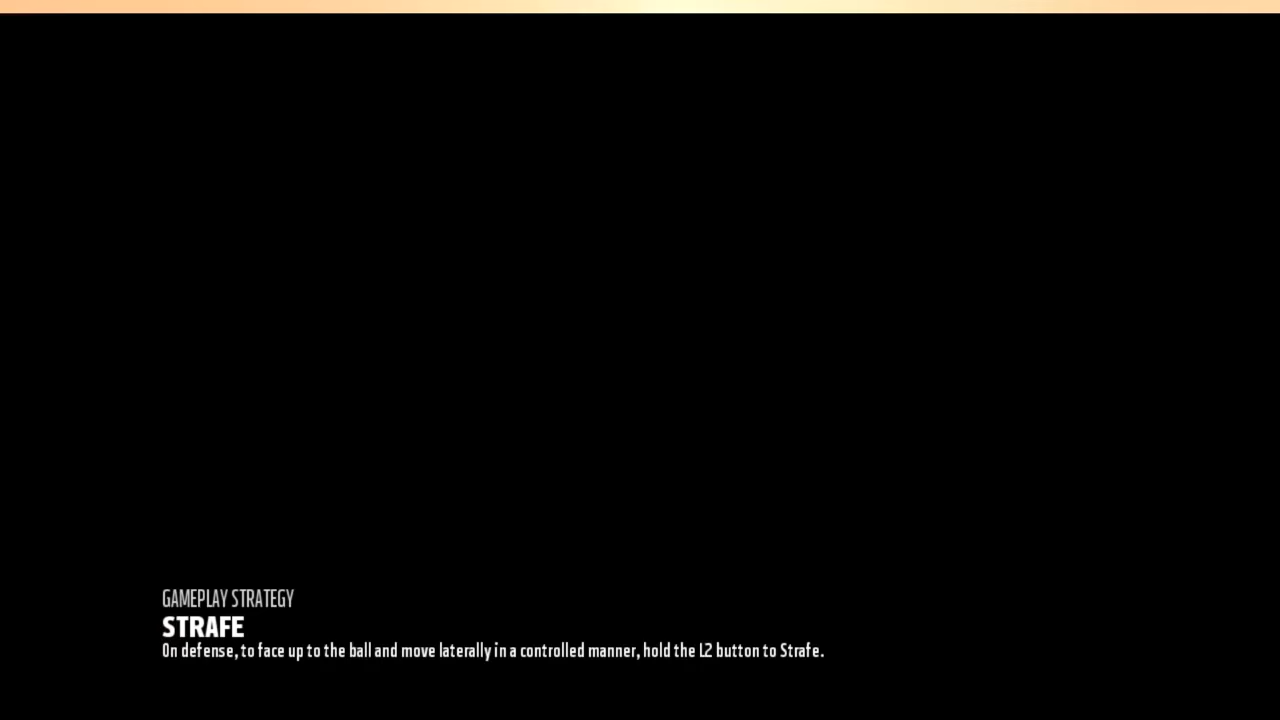 GAMEPLAY STRATEGY
STRAFE
On defense, to face up to the ball and move laterally in a controlled manner, hold the L2 button to Strafe.